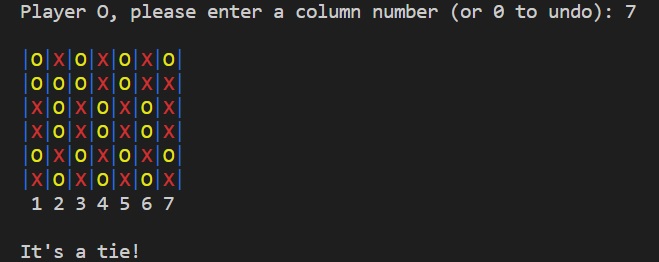 Player O, please enter a column number (or 0 to undo): 7
|O|X|O|X|O|X|O|
|O|O|O|X|O|X|X|
|X|O|X|O|X|O|X|
|X|O|X|O|X|O|X|
|O|X|O|X|O|X|O|
|X|O|X|O|X|O|X|
1 2 3 4 5 6 7
It's a tie!